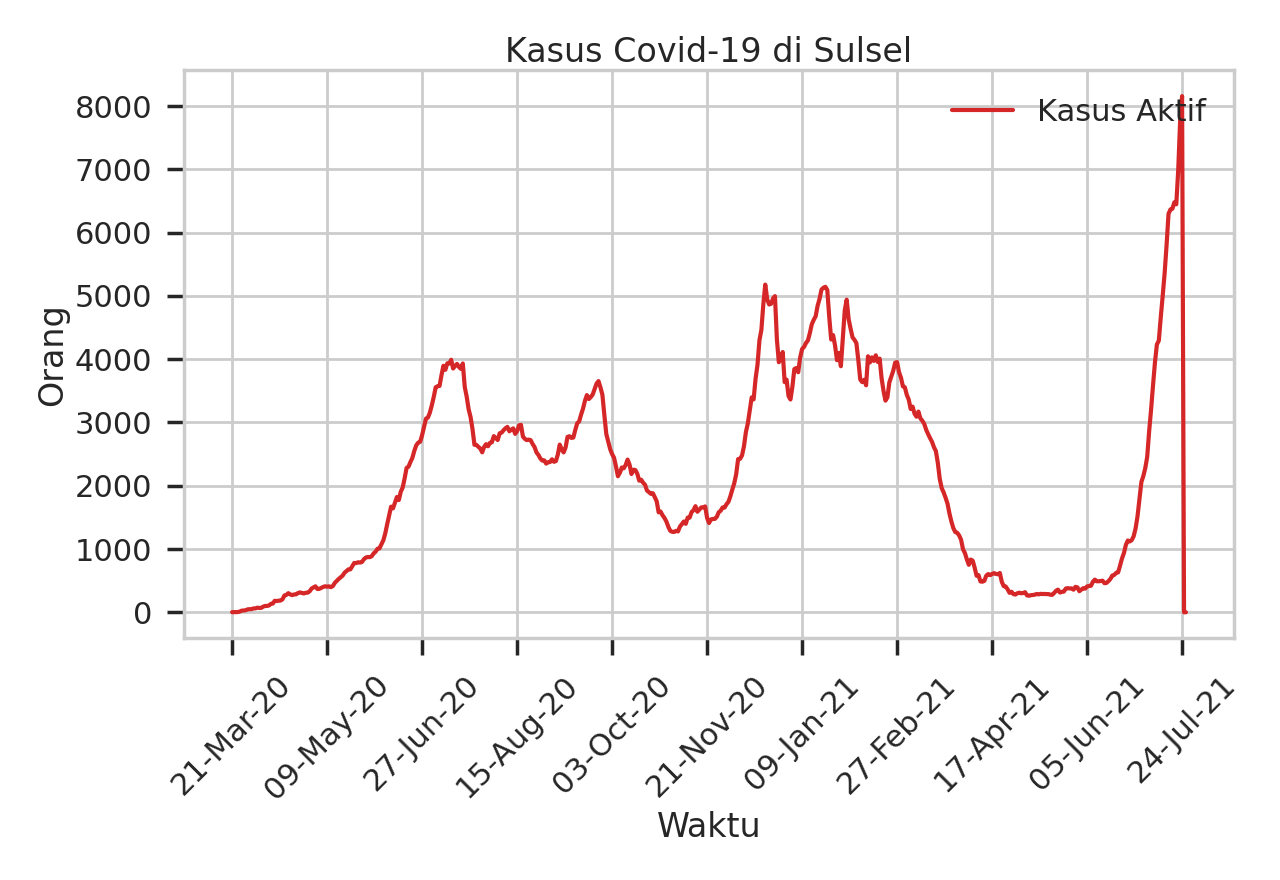 Kasus Covid-19 di Sulsel
Kasus Aktif
8000
7000
6000
5000
4000
3000
2000
1000
0
Orang
21-Mar-20
09-May-20
27-Jun-20
15-Aug-20
03-Oct-20
21-Nov-20
09-Jan-21
27-Feb-21
17-Apr-21
05-Jun-21
24-Jul-21
Waktu